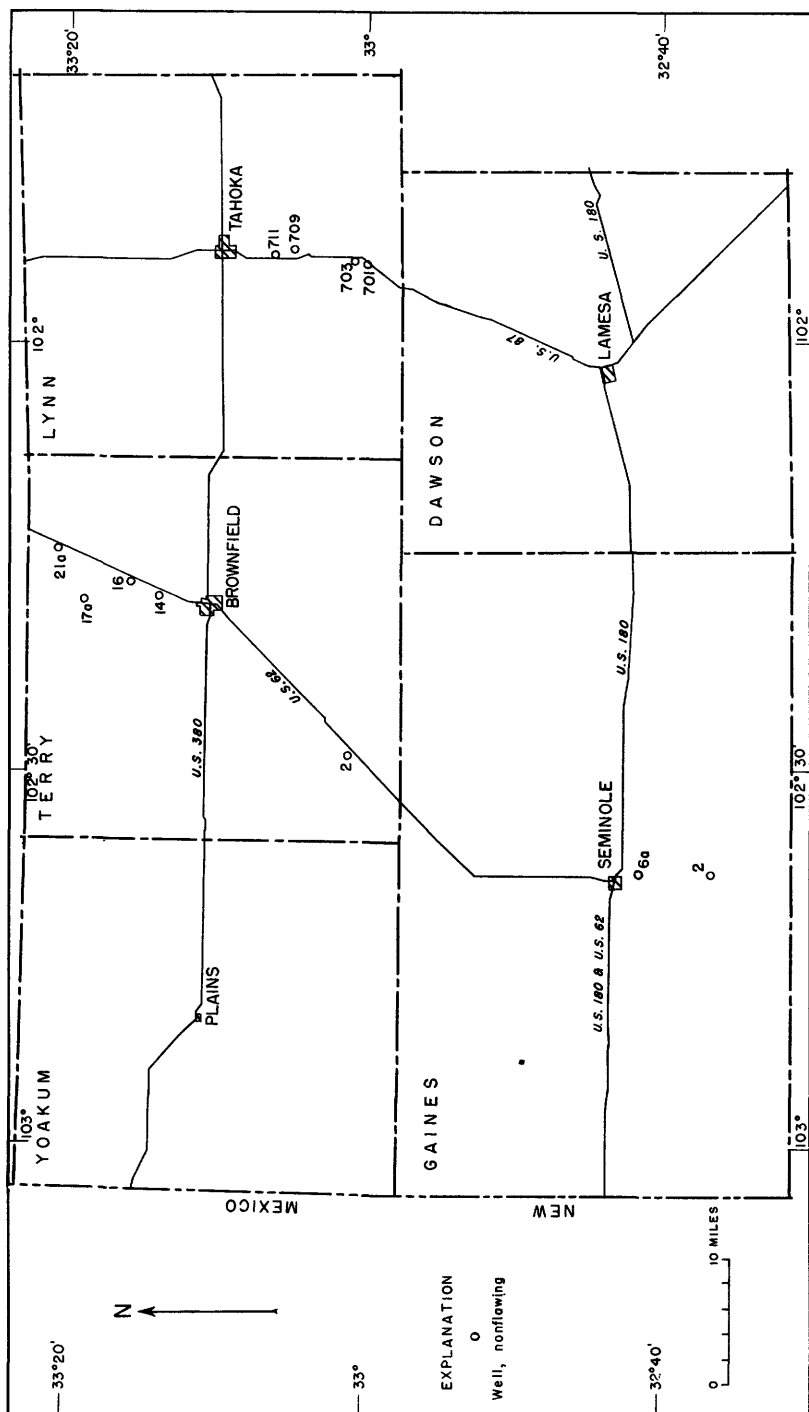 33°20'
33°
32°40'
102°
102° 30'
103°
LYNN
TERRY
YOAKUM
TAHOKA
711
709
703
701
21a
17a
16
14
BROWNFIELD
U.S. 380
U.S. 62
2
PLAINS
DAWSON
U.S. 87
U. S. 180
LAMESA
GAINES
U.S. 180
SEMINOLE
6a
2
U.S. 180 & U.S. 62
102°
102° 30'
103°
NEW
MEXICO
N
EXPLANATION
Well, nonflowing
0
10 MILES
33°20'
33°
32°40'